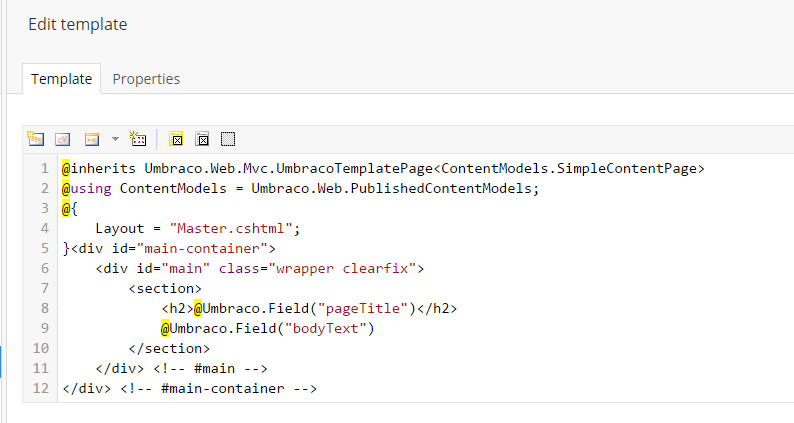 Edit template
Template Properties
1 @inherits Umbraco.Web.Mvc.UmbracoTemplatePage<ContentModels.SimpleContentPage>
2 @using ContentModels = Umbraco.Web.PublishedContentModels;
3 @{
4     Layout = "Master.cshtml";
5 }<div id="main-container">
6     <div id="main" class="wrapper clearfix">
7         <section>
8             <h2>@Umbraco.Field("pageTitle")</h2>
9             @Umbraco.Field("bodyText")
10         </section>
11     </div> <!-- #main -->
12 </div> <!-- #main-container -->